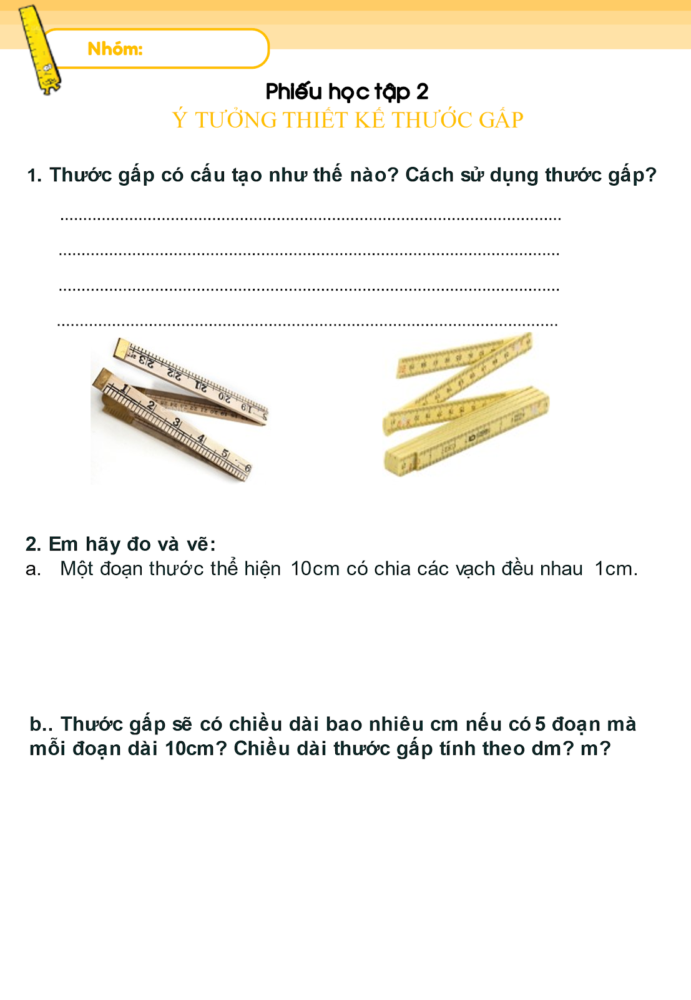 Nhóm:
Phiếu học tập 2
Ý TƯỞNG THIẾT KẾ THƯỚC GẤP
1. Thước gấp có cấu tạo như thế nào? Cách sử dụng thước gấp?
2. Em hãy đo và vẽ:
a. Một đoạn thước thể hiện 10cm có chia các vạch đều nhau 1cm.
b.. Thước gấp sẽ có chiều dài bao nhiêu cm nếu có 5 đoạn mà
mỗi đoạn dài 10cm? Chiều dài thước gấp tính theo dm? m?
1 2 3 4 5 6
23 22 21 20 19